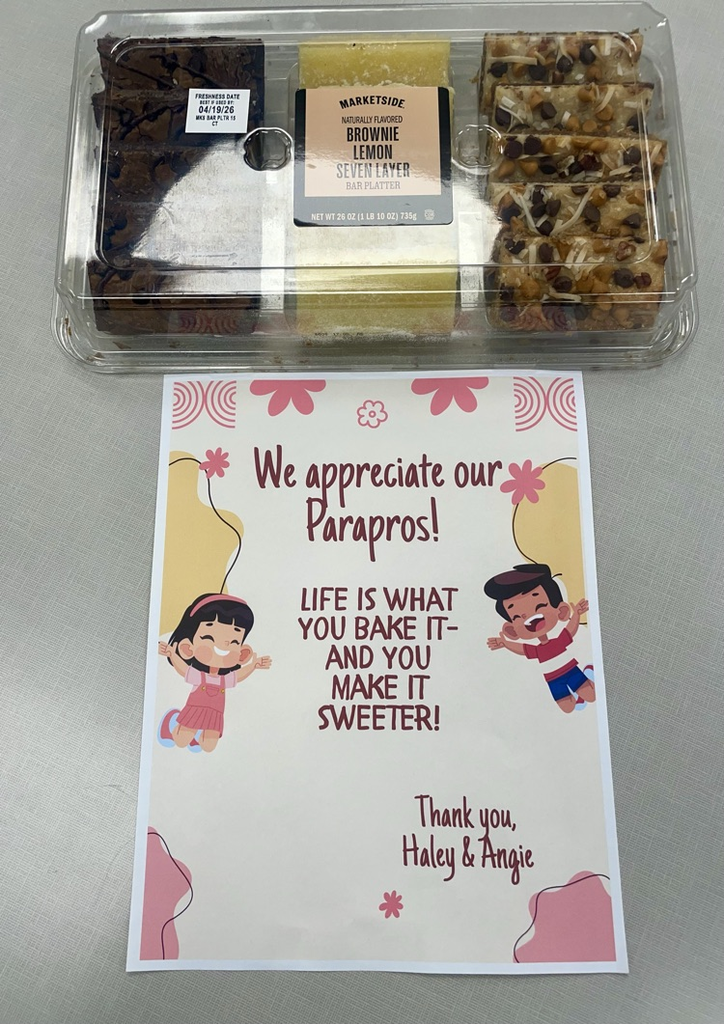 FRESHNESS DATE
BEST IF USED BY:
04/19/26
MKS BAR PLTR 15
CT
MARKETSIDE
NATURALLY FLAVORED
BROWNIE
LEMON
SEVEN LAYER
BAR PLATTER
NET WT 26 OZ (1 LB 10 OZ) 735g
We appreciate our
Parapros!
LIFE IS WHAT
YOU BAKE IT-
AND YOU
MAKE IT
SWEETER!
Thank you,
Haley & Angie